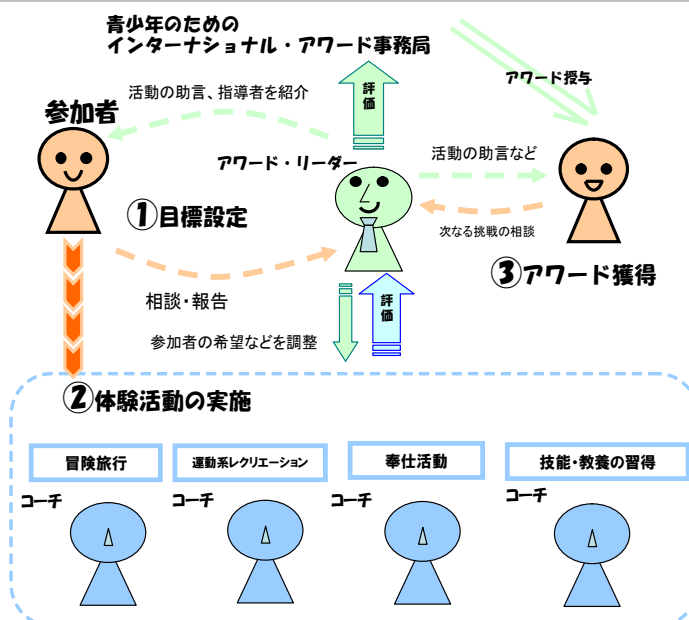 青少年のための
インターナショナル・アワード事務局
アワード授与
評価
活動の助言、指導者を紹介
参加者
アワード・リーダー
活動の助言など
①目標設定
次なる挑戦の相談
③アワード獲得
相談・報告
評価
参加者の希望などを調整
②体験活動の実施
冒険旅行
運動系レクリエーション
奉仕活動
技能・教養の習得
コーチ
コーチ
コーチ
コーチ